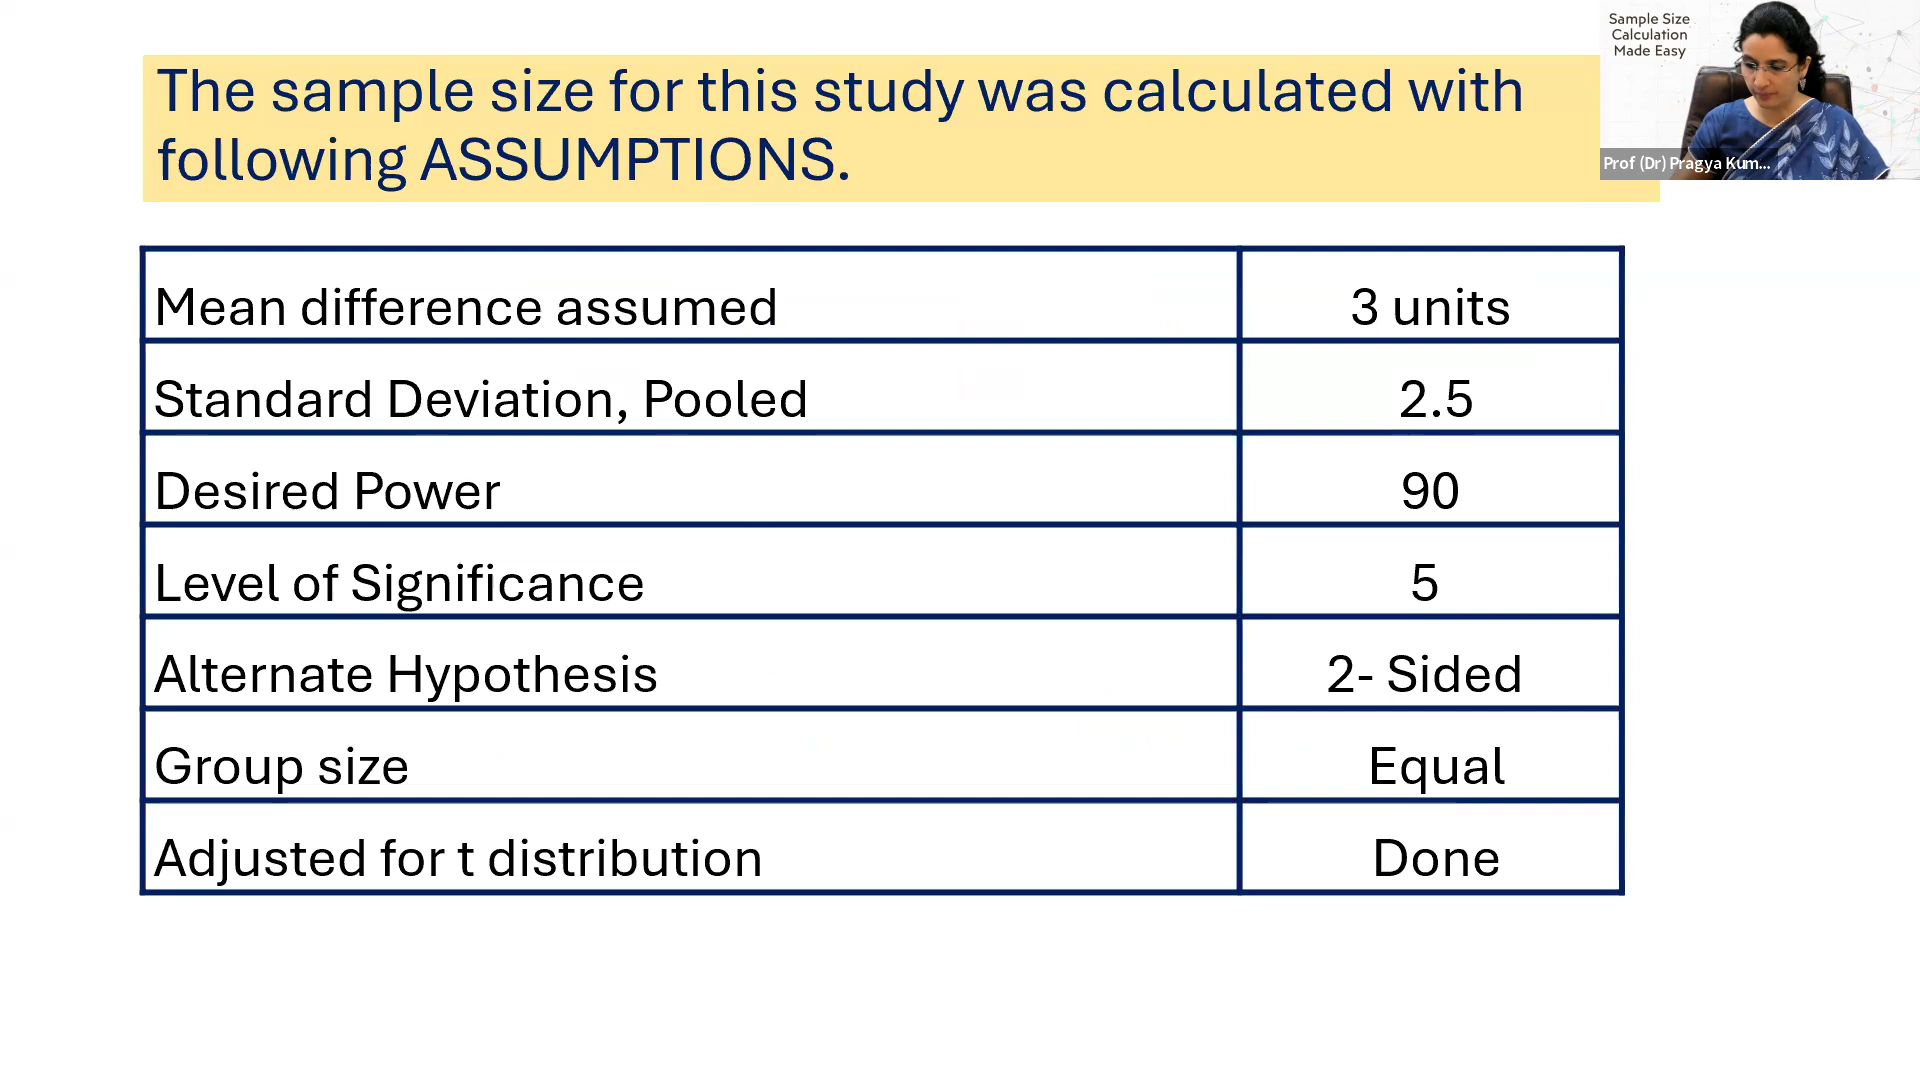 Sample Size
Calculation
Made Easy
Prof (Dr) Pragya Kum...
The sample size for this study was calculated with
following ASSUMPTIONS.
Mean difference assumed 3 units
Standard Deviation, Pooled 2.5
Desired Power 90
Level of Significance 5
Alternate Hypothesis 2- Sided
Group size Equal
Adjusted for t distribution Done